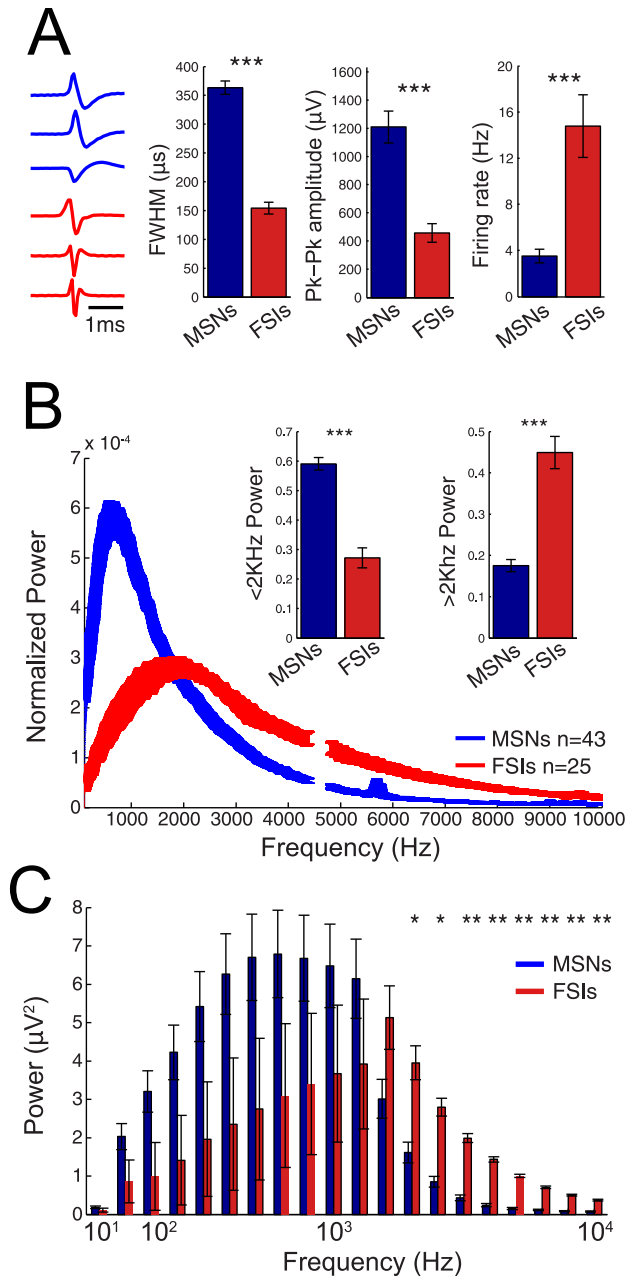 A
***
***
***
FWHM (µs)
400
350
300
250
200
150
100
50
0
MSNs
FSIs
Pk–Pk amplitude (µV)
1600
1400
1200
1000
800
600
400
200
0
MSNs
FSIs
Firing rate (Hz)
20
16
12
8
4
0
MSNs
FSIs
1ms
B
x 10-4
Normalized Power
7
6
5
4
3
2
1
0
1000 2000 3000 4000 5000 6000 7000 8000 9000 10000
Frequency (Hz)
***
<2KHz Power
0.7
0.6
0.5
0.4
0.3
0.2
0.1
0
MSNs
FSIs
***
>2Khz Power
0.5
0.4
0.3
0.2
0.1
0
MSNs
FSIs
MSNs n=43
FSIs n=25
C
Power (µV2)
8
7
6
5
4
3
2
1
0
* * ** ** ** ** ** **
MSNs
FSIs
10¹ 10² 10³ 10⁴
Frequency (Hz)